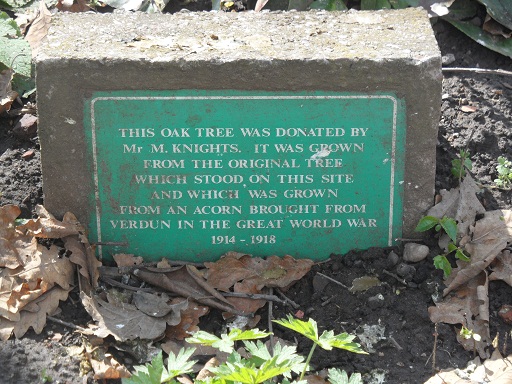 THIS OAK TREE WAS DONATED BY
Mr M. KNIGHTS. IT WAS GROWN
FROM THE ORIGINAL TREE
WHICH STOOD ON THIS SITE
AND WHICH WAS GROWN
FROM AN ACORN BROUGHT FROM
VERDUN IN THE GREAT WORLD WAR
1914 - 1918